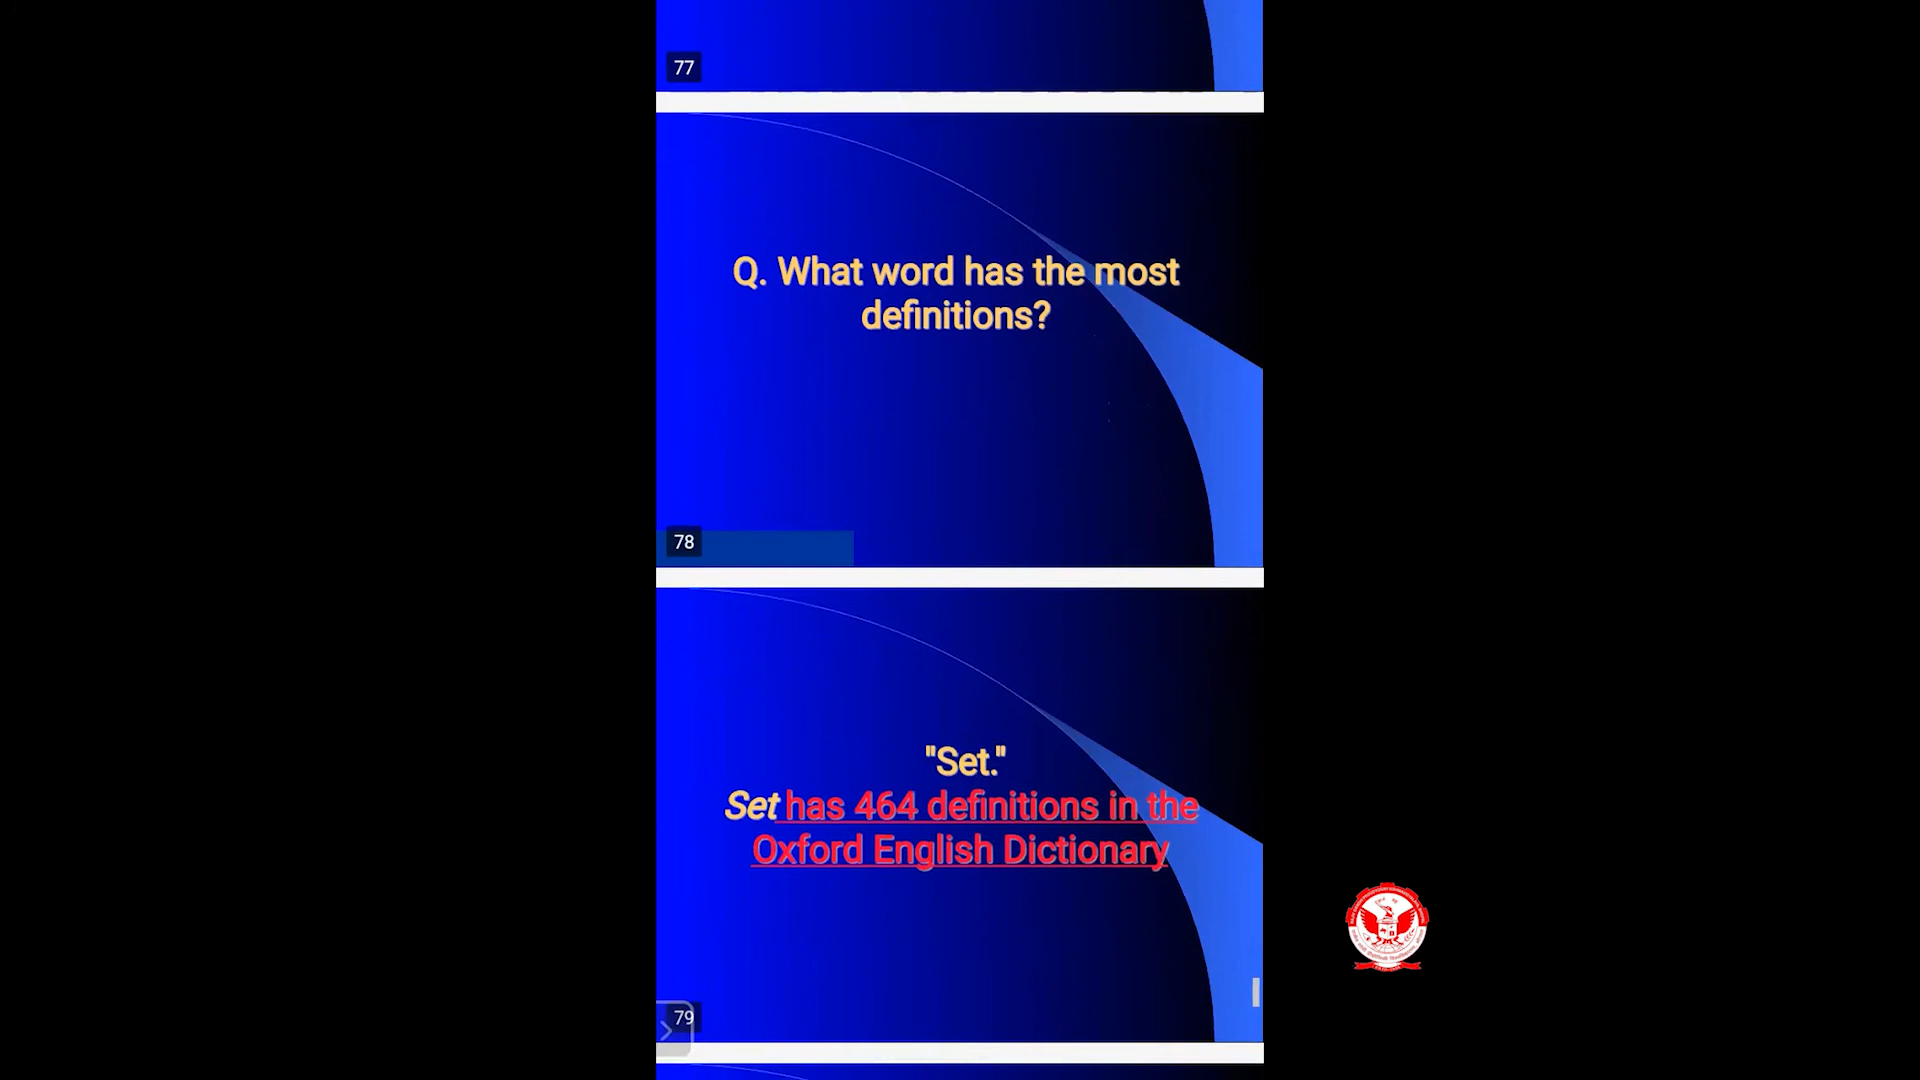 77
Q. What word has the most
definitions?
78
"Set."
Set has 464 definitions in the
Oxford English Dictionary
79